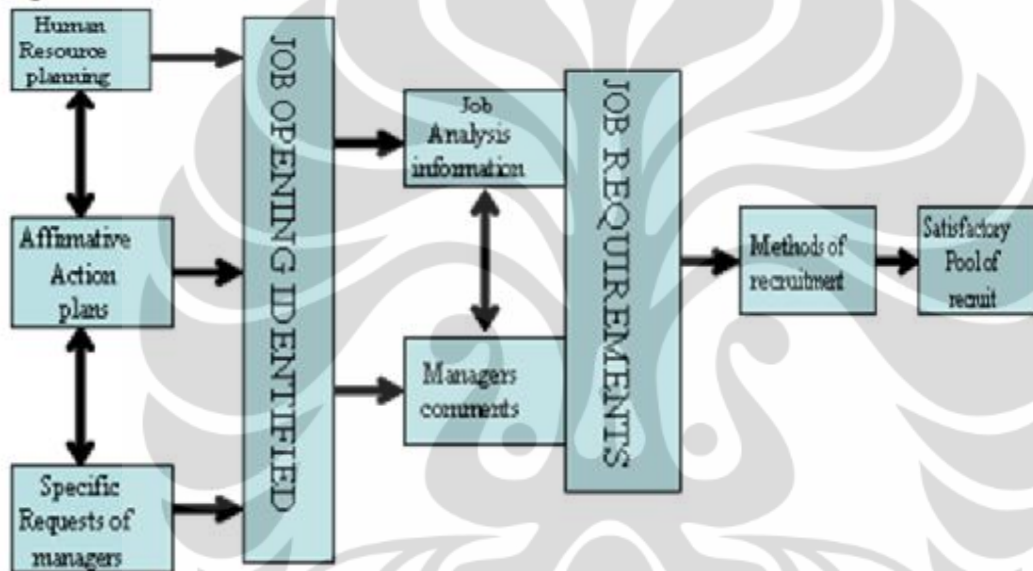 Human
Resource
planning
JOB OPENING IDENTIFIED
Job
Analysis
information
JOB REQUIREMENTS
Affirmative
Action
plans
Methods of
recruitment
Satisfactory
Pool of
recruit
Managers
comments
Specific
Requests of
managers